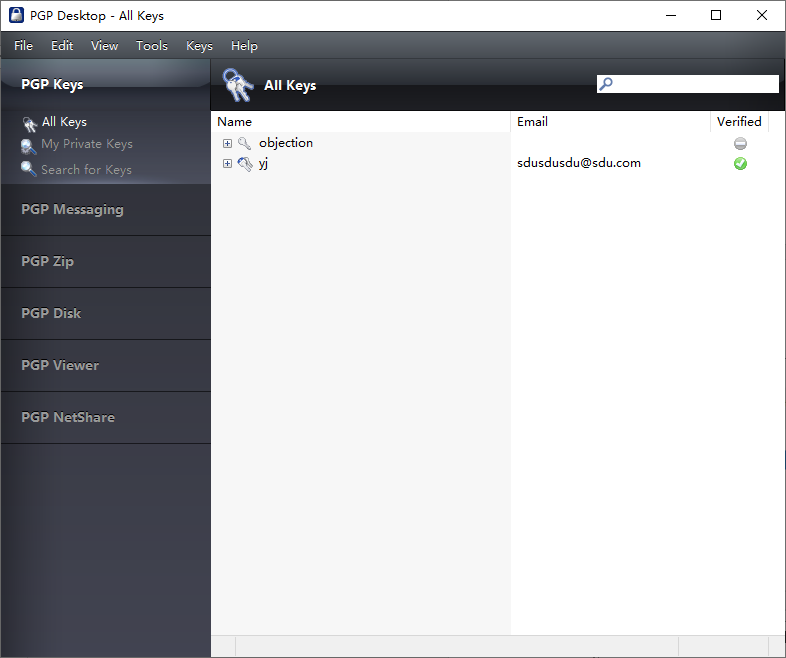 PGP Desktop - All Keys
File Edit View Tools Keys Help
PGP Keys
All Keys
My Private Keys
Search for Keys
PGP Messaging
PGP Zip
PGP Disk
PGP Viewer
PGP NetShare
All Keys
Name Email Verified
objection
yj sdusdusdu@sdu.com